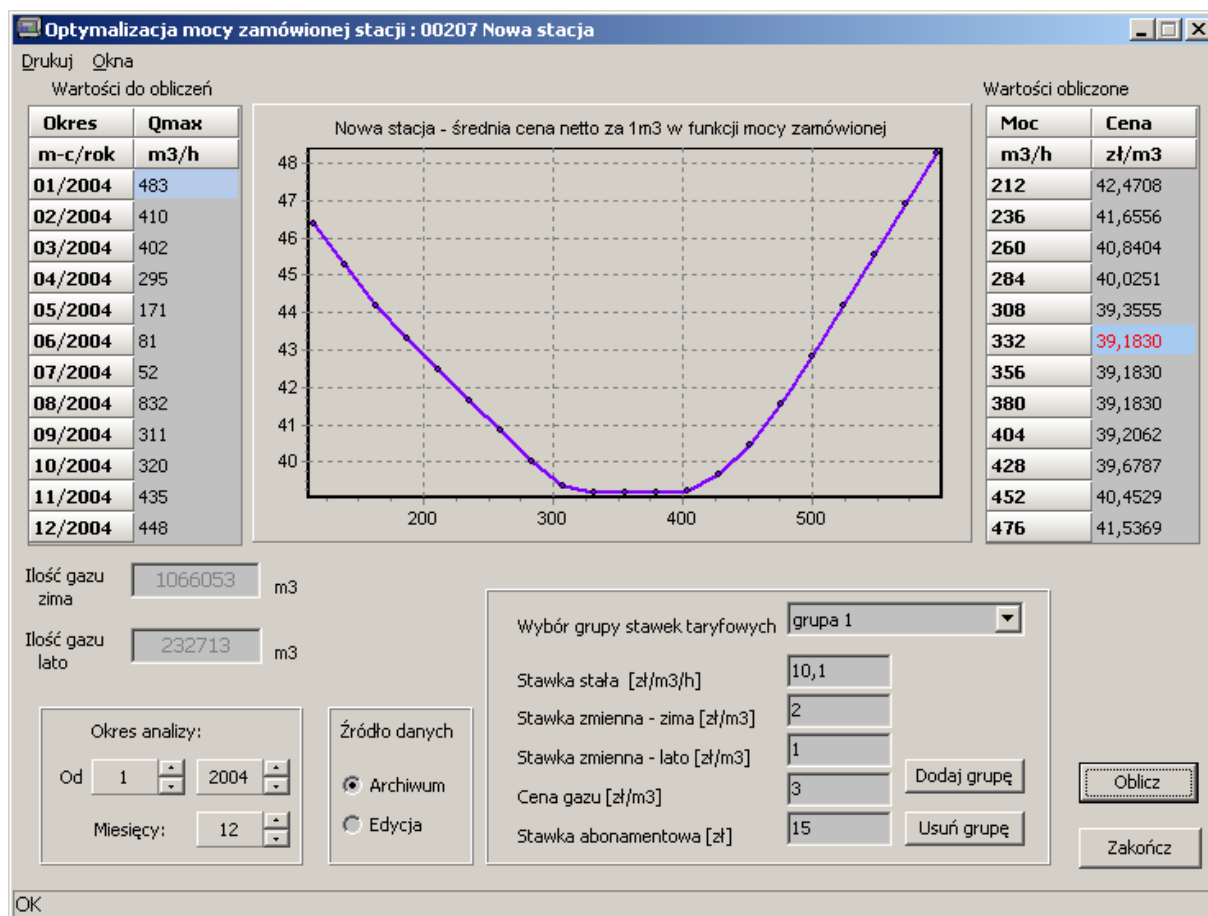 Optymalizacja mocy zamówionej stacji : 00207 Nowa stacja
Drukuj Okna
Wartości do obliczeń
Okres Qmax
m-c/rok m3/h
01/2004 483
02/2004 410
03/2004 402
04/2004 295
05/2004 171
06/2004 81
07/2004 52
08/2004 832
09/2004 311
10/2004 320
11/2004 435
12/2004 448
Nowa stacja - średnia cena netto za 1m3 w funkcji mocy zamówionej
48
47
46
45
44
43
42
41
40
200 300 400 500
Wartości obliczone
Moc Cena
m3/h zł/m3
212 42,4708
236 41,6556
260 40,8404
284 40,0251
308 39,3555
332 39,1830
356 39,1830
380 39,1830
404 39,2062
428 39,6787
452 40,4529
476 41,5369
Ilość gazu zima 1066053 m3
Ilość gazu lato 232713 m3
Okres analizy:
Od 1 2004
Miesięcy: 12
Źródło danych
Archiwum
Edycja
Wybór grupy stawek taryfowych grupa 1
Stawka stała [zł/m3/h] 10,1
Stawka zmienna - zima [zł/m3] 2
Stawka zmienna - lato [zł/m3] 1
Cena gazu [zł/m3] 3
Stawka abonamentowa [zł] 15
Dodaj grupę
Usuń grupę
Oblicz
Zakończ
OK